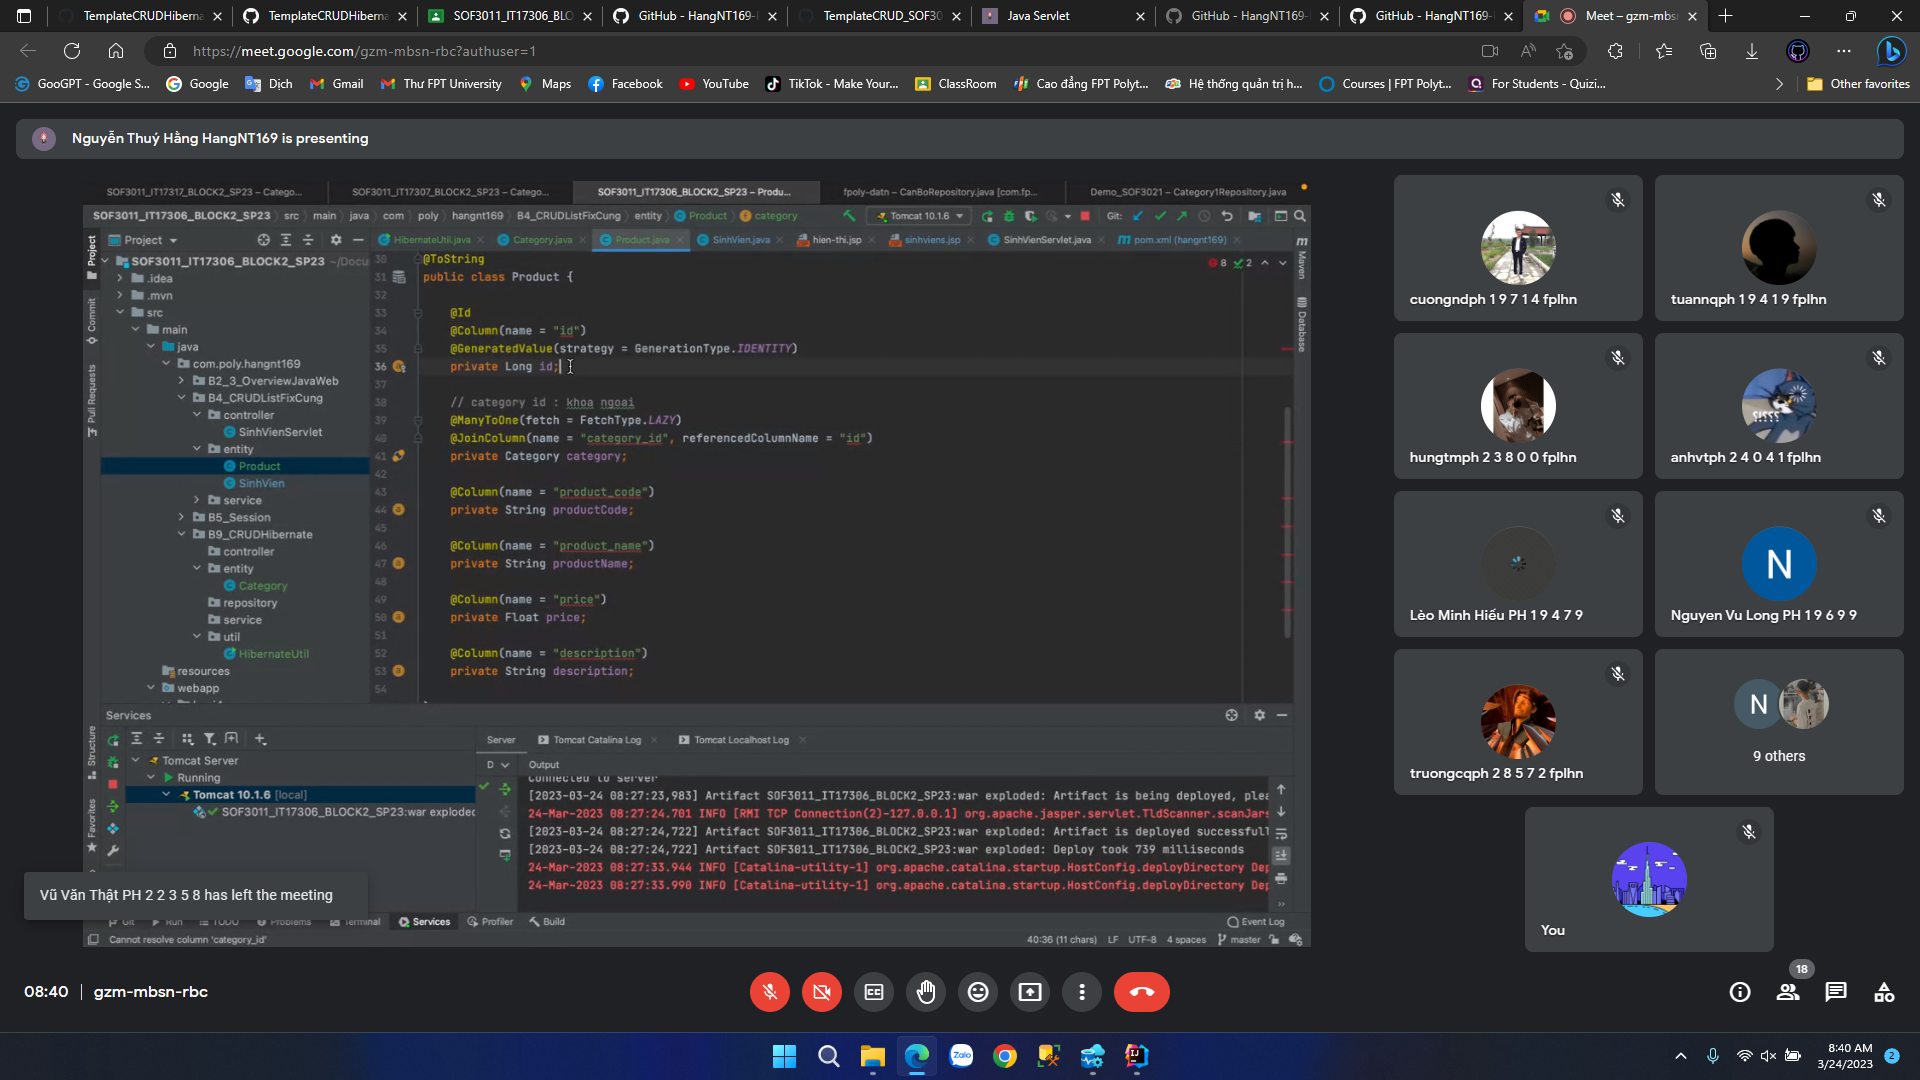 TemplateCRUDHiberna
TemplateCRUDHiberna
SOF3011_IT17306_BLO
GitHub - HangNT169-
TemplateCRUD_SOF30
Java Servlet
GitHub - HangNT169-
GitHub - HangNT169-
Meet – gzm-mbs
https://meet.google.com/gzm-mbsn-rbc?authuser=1
GooGPT - Google S...
Google
Dịch
Gmail
Thư FPT University
Maps
Facebook
YouTube
TikTok - Make Your...
ClassRoom
Cao đẳng FPT Polyt...
Hệ thống quản trị h...
Courses | FPT Polyt...
For Students - Quizi...
Other favorites
Nguyễn Thuý Hằng HangNT169 is presenting
SOF3011_IT17317_BLOCK2_SP23 – Catego...
SOF3011_IT17307_BLOCK2_SP23 – Catego...
SOF3011_IT17306_BLOCK2_SP23 – Produ...
fpoly-datn – CanBoRepository.java [com.fp...
Demo_SOF3021 – Category1Repository.java
SOF3011_IT17306_BLOCK2_SP23 › src › main › java › com › poly › hangnt169 › B4_CRUDListFixCung › entity › Product › category
Tomcat 10.1.6
Git:
Project
HibernateUtil.java
Category.java
Product.java
SinhVien.java
hien-thi.jsp
sinhviens.jsp
SinhVienServlet.java
pom.xml (hangnt169)
Project
Commit
Pull Requests
Structure
Favorites
Maven
Database
SOF3011_IT17306_BLOCK2_SP23 ~/Docu
.idea
.mvn
src
main
java
com.poly.hangnt169
B2_3_OverviewJavaWeb
B4_CRUDListFixCung
controller
SinhVienServlet
entity
Product
SinhVien
service
B5_Session
B9_CRUDHibernate
controller
entity
Category
repository
service
util
HibernateUtil
resources
webapp
8 2
30 @ToString
31 public class Product {
32
33 @Id
34 @Column(name = "id")
35 @GeneratedValue(strategy = GenerationType.IDENTITY)
36 private Long id;
37
38 // category id : khoa ngoai
39 @ManyToOne(fetch = FetchType.LAZY)
40 @JoinColumn(name = "category_id", referencedColumnName = "id")
41 private Category category;
42
43 @Column(name = "product_code")
44 private String productCode;
45
46 @Column(name = "product_name")
47 private String productName;
48
49 @Column(name = "price")
50 private Float price;
51
52 @Column(name = "description")
53 private String description;
54
Services
Server
Tomcat Catalina Log
Tomcat Localhost Log
Tomcat Server
Running
Tomcat 10.1.6 [local]
SOF3011_IT17306_BLOCK2_SP23:war exploded
D
Output
Connected to server
[2023-03-24 08:27:23,983] Artifact SOF3011_IT17306_BLOCK2_SP23:war exploded: Artifact is being deployed, plea
24-Mar-2023 08:27:24.701 INFO [RMI TCP Connection(2)-127.0.0.1] org.apache.jasper.servlet.TldScanner.scanJars
[2023-03-24 08:27:24,722] Artifact SOF3011_IT17306_BLOCK2_SP23:war exploded: Artifact is deployed successfull
[2023-03-24 08:27:24,722] Artifact SOF3011_IT17306_BLOCK2_SP23:war exploded: Deploy took 739 milliseconds
24-Mar-2023 08:27:33.944 INFO [Catalina-utility-1] org.apache.catalina.startup.HostConfig.deployDirectory Dep
24-Mar-2023 08:27:33.990 INFO [Catalina-utility-1] org.apache.catalina.startup.HostConfig.deployDirectory Dep
Vũ Văn Thật PH 2 2 3 5 8 has left the meeting
Git
Run
TODO
Problems
Terminal
Services
Profiler
Build
Event Log
Cannot resolve column 'category_id'
40:36 (11 chars) LF UTF-8 4 spaces master
cuongndph 1 9 7 1 4 fplhn
tuannqph 1 9 4 1 9 fplhn
hungtmph 2 3 8 0 0 fplhn
?!???
anhvtph 2 4 0 4 1 fplhn
Lèo Minh Hiếu PH 1 9 4 7 9
N
Nguyen Vu Long PH 1 9 6 9 9
truongcqph 2 8 5 7 2 fplhn
N
9 others
You
08:40 | gzm-mbsn-rbc
18
Zalo
8:40 AM
3/24/2023
2